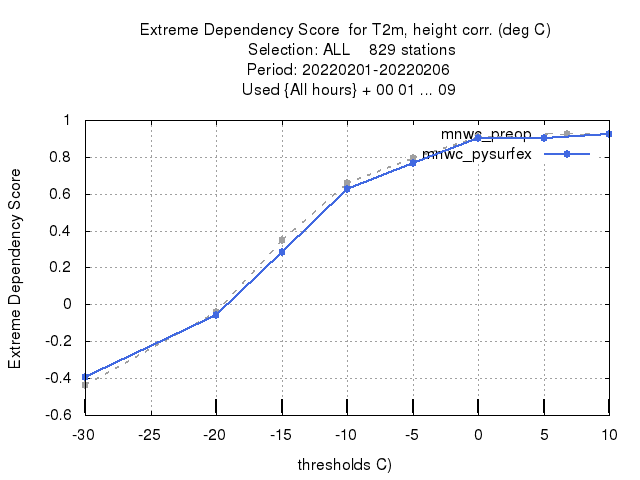 Extreme Dependency Score  for T2m, height corr. (deg C)
Selection: ALL    829 stations
Period: 20220201-20220206
Used {All hours} + 00 01 ... 09
mnwc_preop
mnwc_pysurfex
Extreme Dependency Score
1
0.8
0.6
0.4
0.2
0
-0.2
-0.4
-0.6
-30 -25 -20 -15 -10 -5 0 5 10
thresholds C)